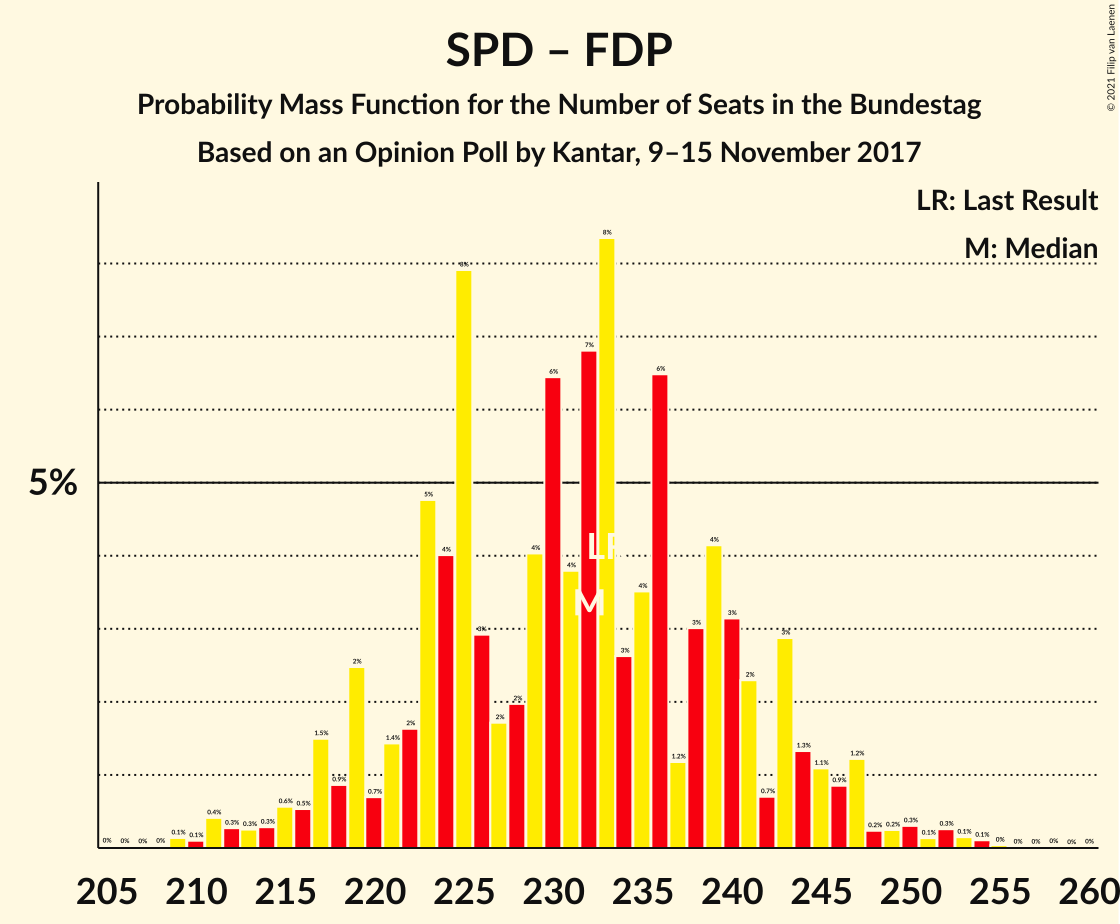 SPD – FDP
Probability Mass Function for the Number of Seats in the Bundestag
Based on an Opinion Poll by Kantar, 9–15 November 2017
© 2021 Filip van Laenen
LR: Last Result
M: Median
5%
0% 0% 0% 0% 0.1% 0.1% 0.4% 0.3% 0.3% 0.3% 0.6% 0.5% 1.5% 0.9% 2% 0.7% 1.4% 2% 5% 4% 8% 3% 2% 2% 4% 6% 4% 7% 8% 3% 4% 6% 1.2% 3% 4% 3% 2% 0.7% 3% 1.3% 1.1% 0.9% 1.2% 0.2% 0.2% 0.3% 0.1% 0.3% 0.1% 0.1% 0% 0% 0% 0% 0% 0%
LR
M
205 210 215 220 225 230 235 240 245 250 255 260